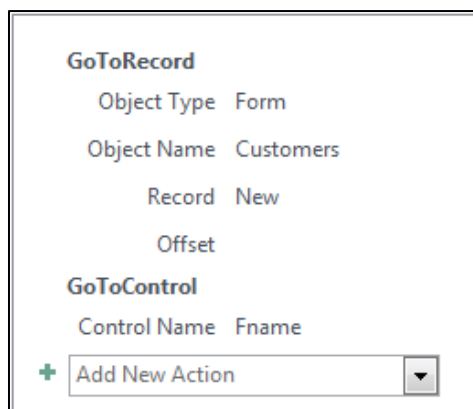 GoToRecord
Object Type Form
Object Name Customers
Record New
Offset
GoToControl
Control Name Fname
Add New Action